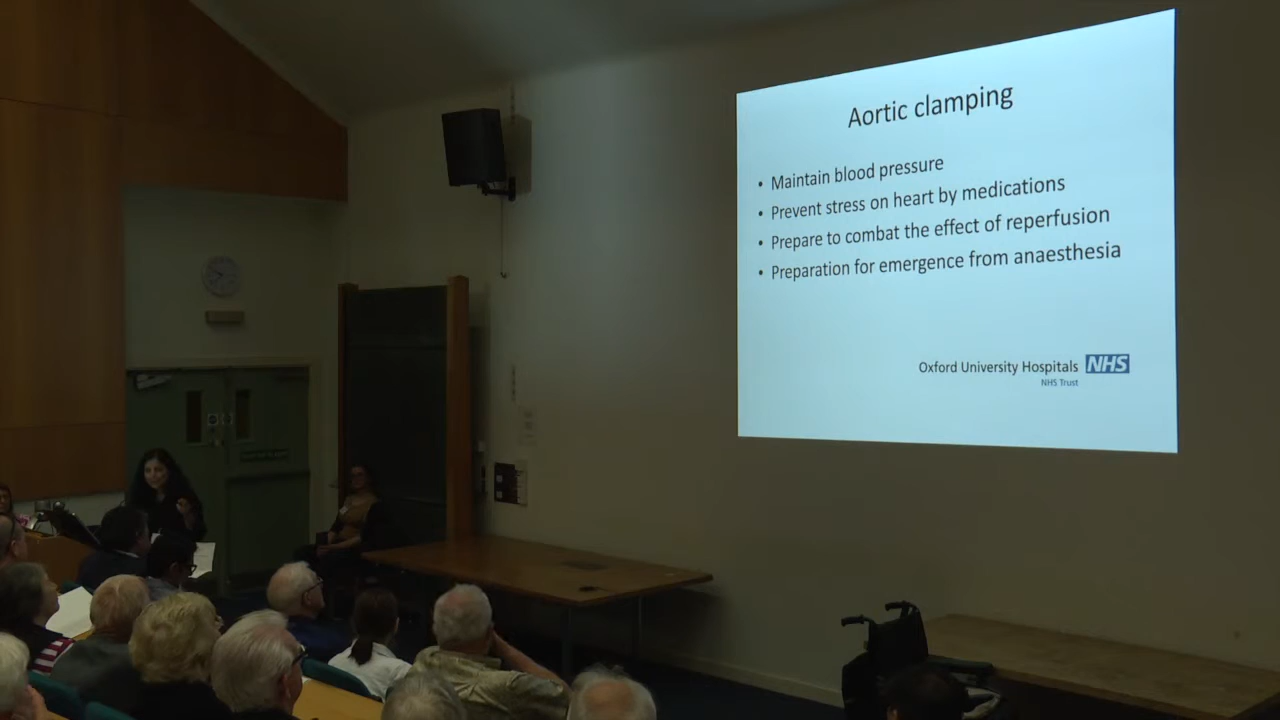 Aortic clamping
• Maintain blood pressure
• Prevent stress on heart by medications
• Prepare to combat the effect of reperfusion
• Preparation for emergence from anaesthesia
Oxford University Hospitals NHS
NHS Trust